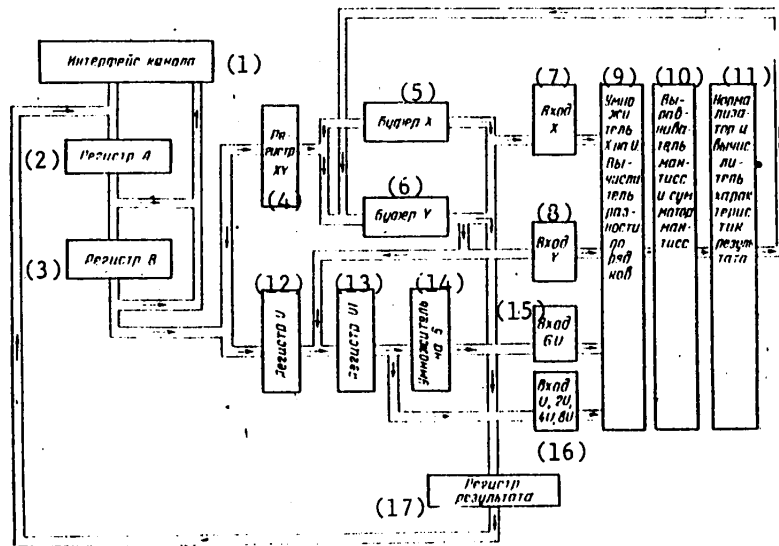 Интерфейс канала
(1)
(2)
Регистр А
(3)
Регистр В
Регистр XY
(4)
(5)
Буфер X
(6)
Буфер Y
(7)
Вход
X
(8)
Вход
Y
(9)
Умно
жи
тель
X на U.
Вы
числи
тель
раз
ности
по
ряд
ков
(10)
Вы-
рав
нива
тель
ман
тисс
и сум
матор
ман
тисс
(11)
Норма
лиза
тор и
вычис
ли
тель
харак
терис
тик
резуль
тата
(12)
Регистр U
(13)
Регистр UI
(14)
Умножитель
на 5
(15)
Вход
6U
Вход
U, 2U,
4U, 8U
(16)
(17)
Регистр
результата